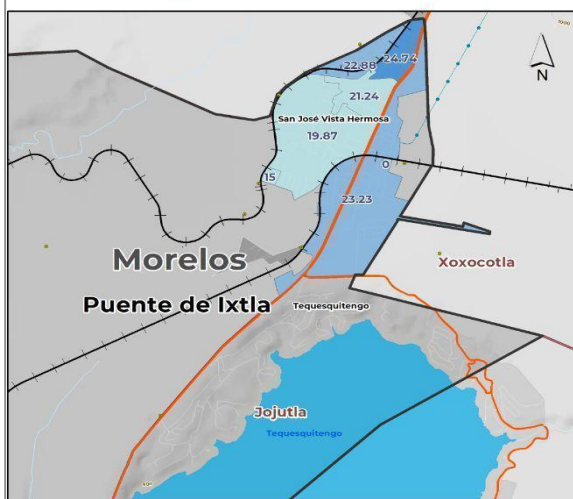 1000
24.74
22.88
N
21.24
San José Vista Hermosa
19.87
0
15
23.23
Morelos
Xoxocotla
Puente de Ixtla
Tequesquitengo
Jojutla
Tequesquitengo